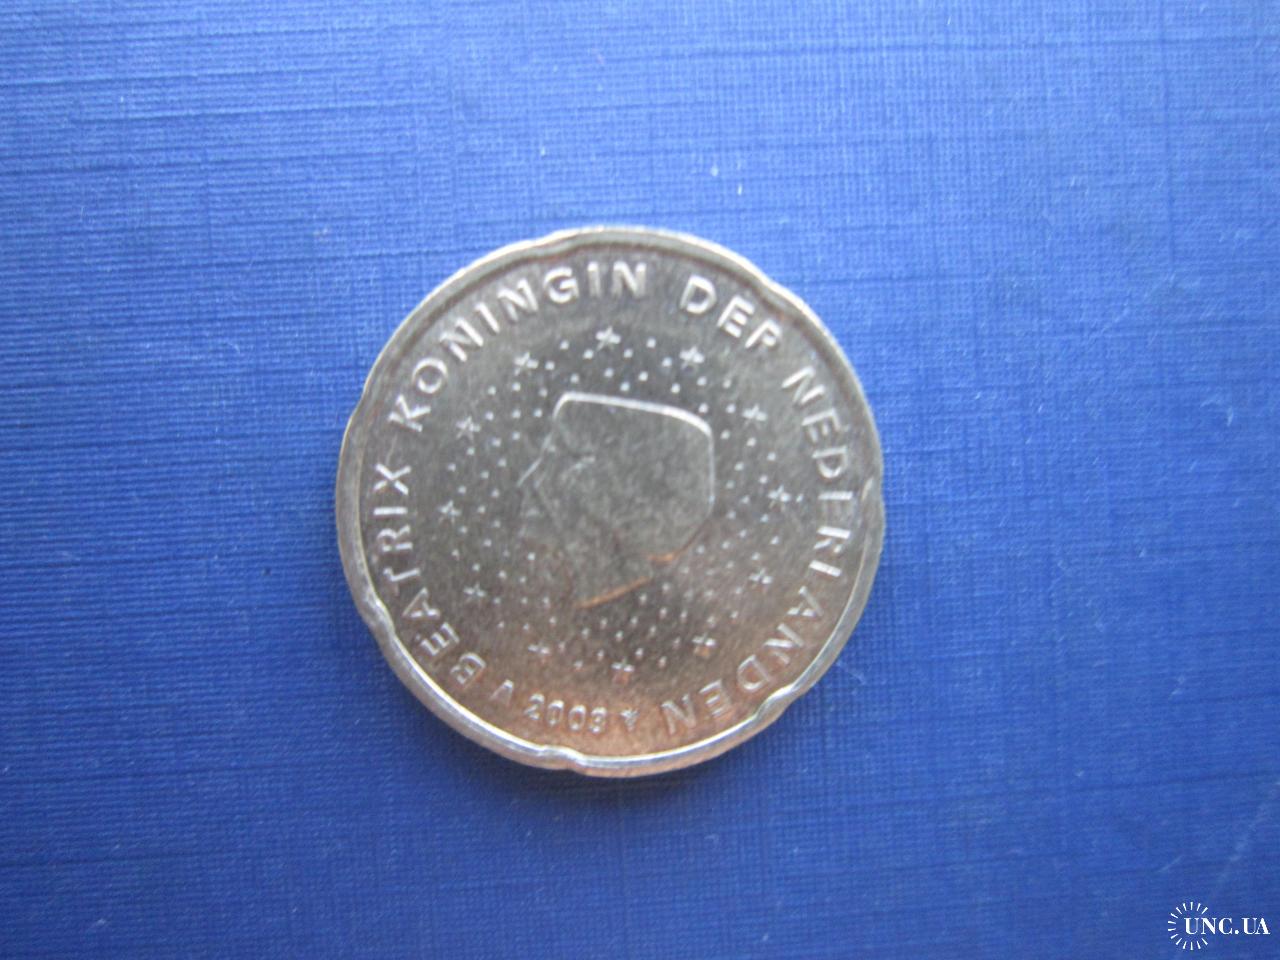 BEATRIX KONINGIN DER NEDERLANDEN
2003
UNC.UA